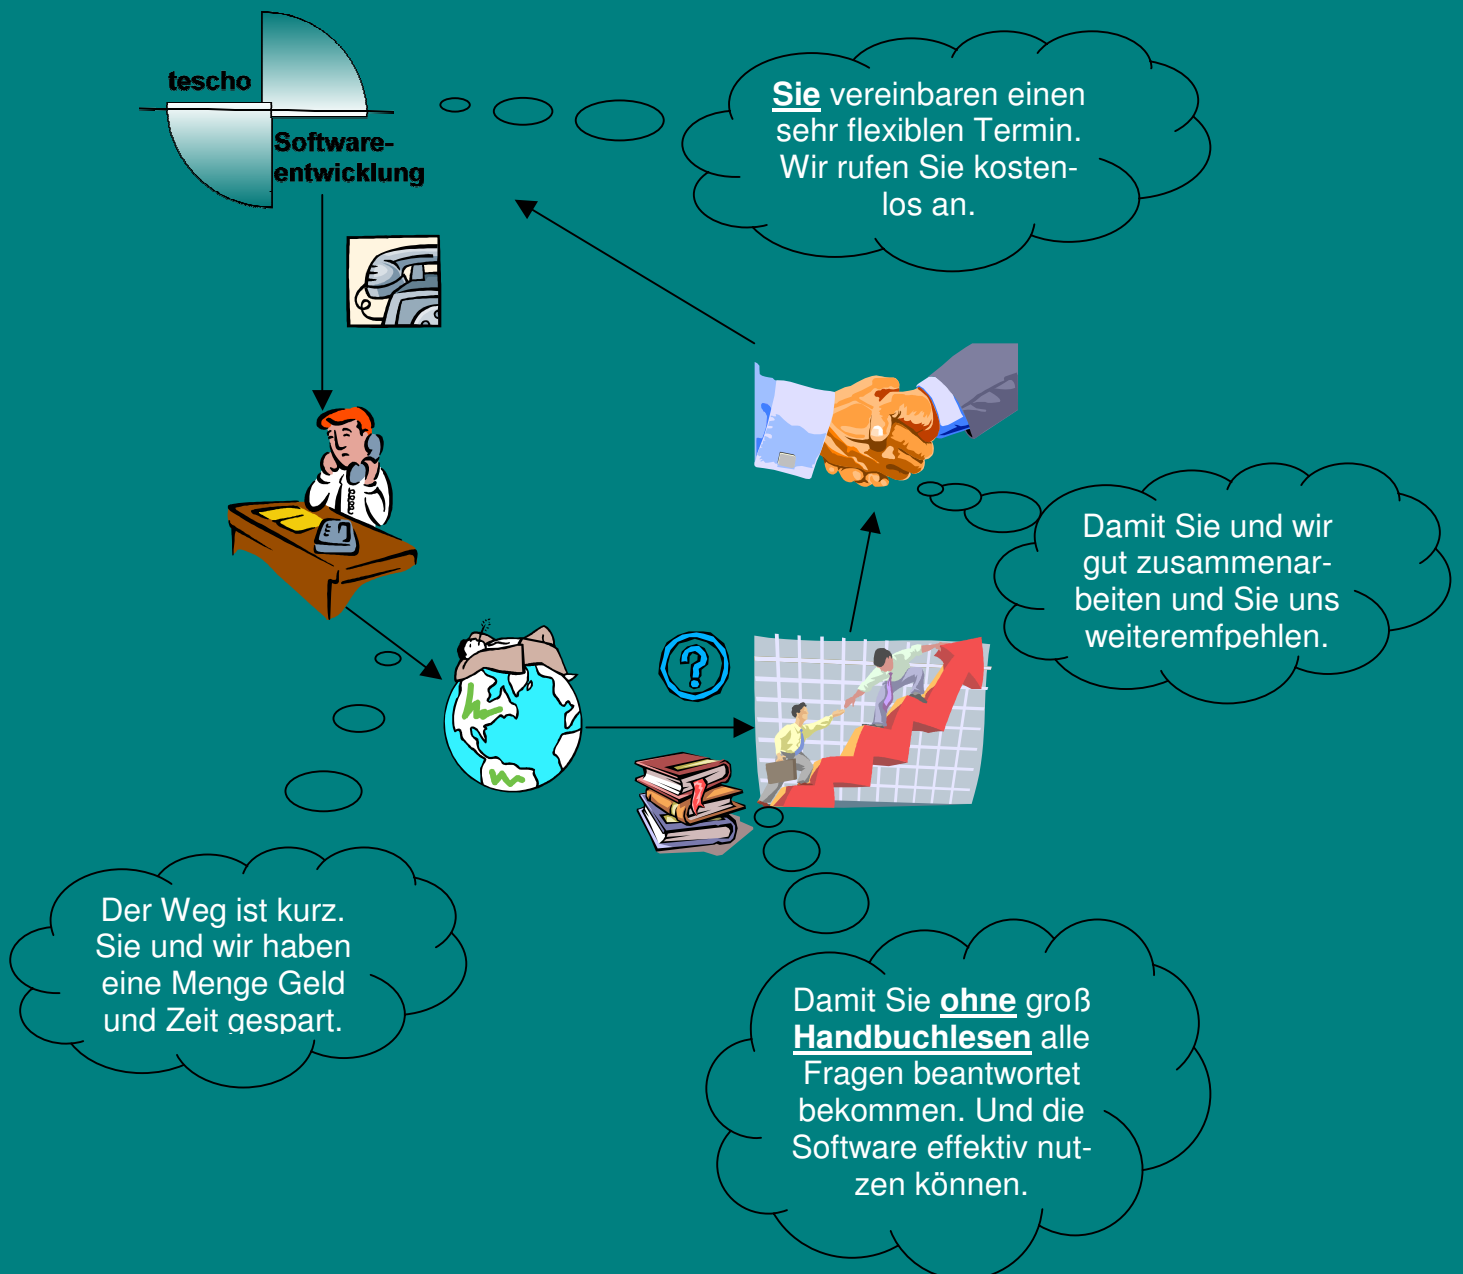 tescho
Software-
entwicklung
Sie vereinbaren einen
sehr flexiblen Termin.
Wir rufen Sie kosten-
los an.
Damit Sie und wir
gut zusammenar-
beiten und Sie uns
weiteremfpehlen.
Der Weg ist kurz.
Sie und wir haben
eine Menge Geld
und Zeit gespart.
Damit Sie ohne groß
Handbuchlesen alle
Fragen beantwortet
bekommen. Und die
Software effektiv nut-
zen können.